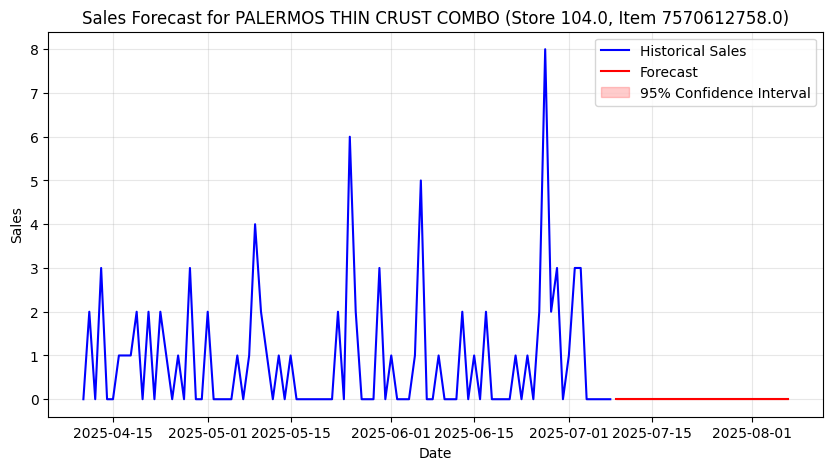 Sales Forecast for PALERMOS THIN CRUST COMBO (Store 104.0, Item 7570612758.0)
Historical Sales
Forecast
95% Confidence Interval
Sales
8
7
6
5
4
3
2
1
0
2025-04-15 2025-05-01 2025-05-15 2025-06-01 2025-06-15 2025-07-01 2025-07-15 2025-08-01
Date